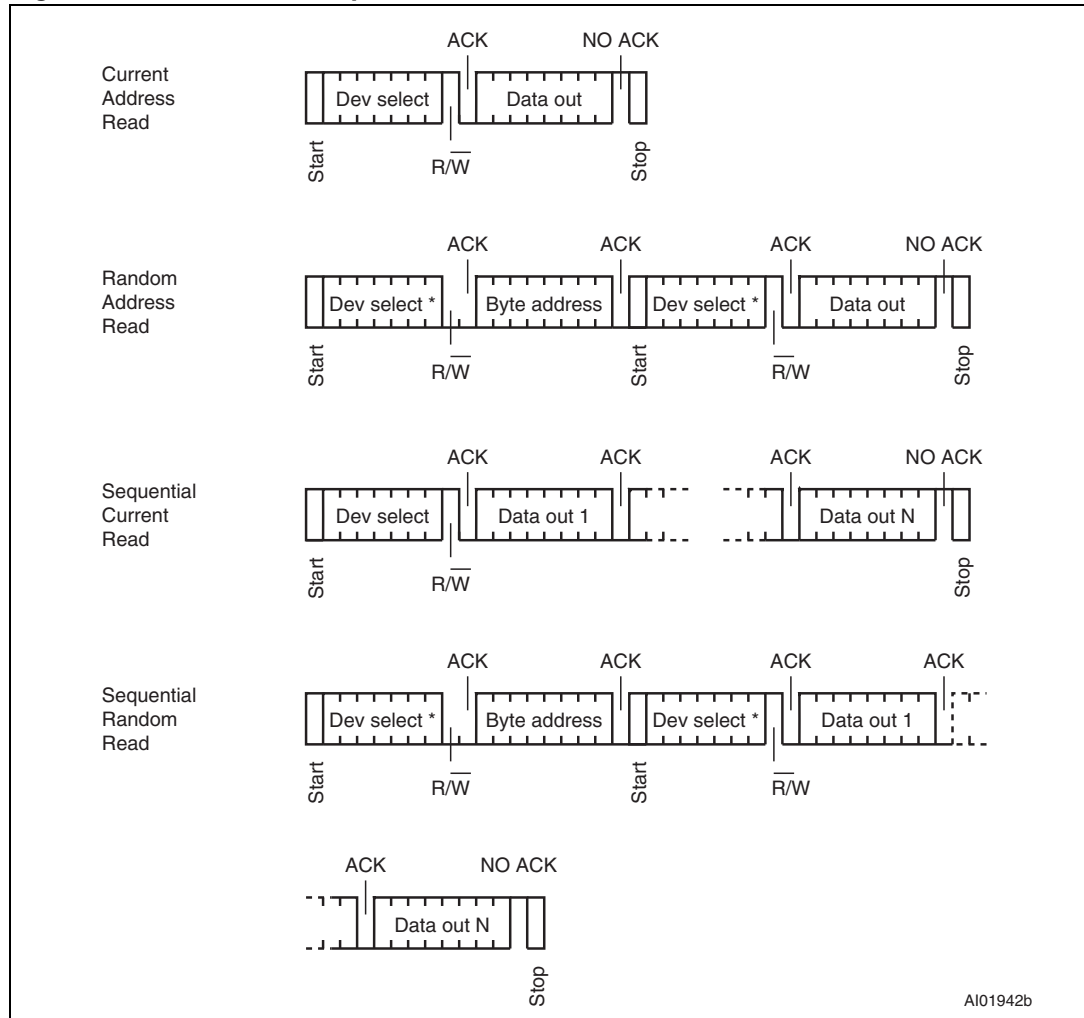 ACK NO ACK
Current
Address
Read
Dev select Data out
Start R/W̅ Stop
ACK ACK ACK NO ACK
Random
Address
Read
Dev select * Byte address Dev select * Data out
Start R/W̅ Start R̅/W Stop
ACK ACK ACK NO ACK
Sequential
Current
Read
Dev select Data out 1 Data out N
Start R/W̅ Stop
ACK ACK ACK ACK
Sequential
Random
Read
Dev select * Byte address Dev select * Data out 1
Start R/W̅ Start R̅/W
ACK NO ACK
Data out N
Stop
AI01942b